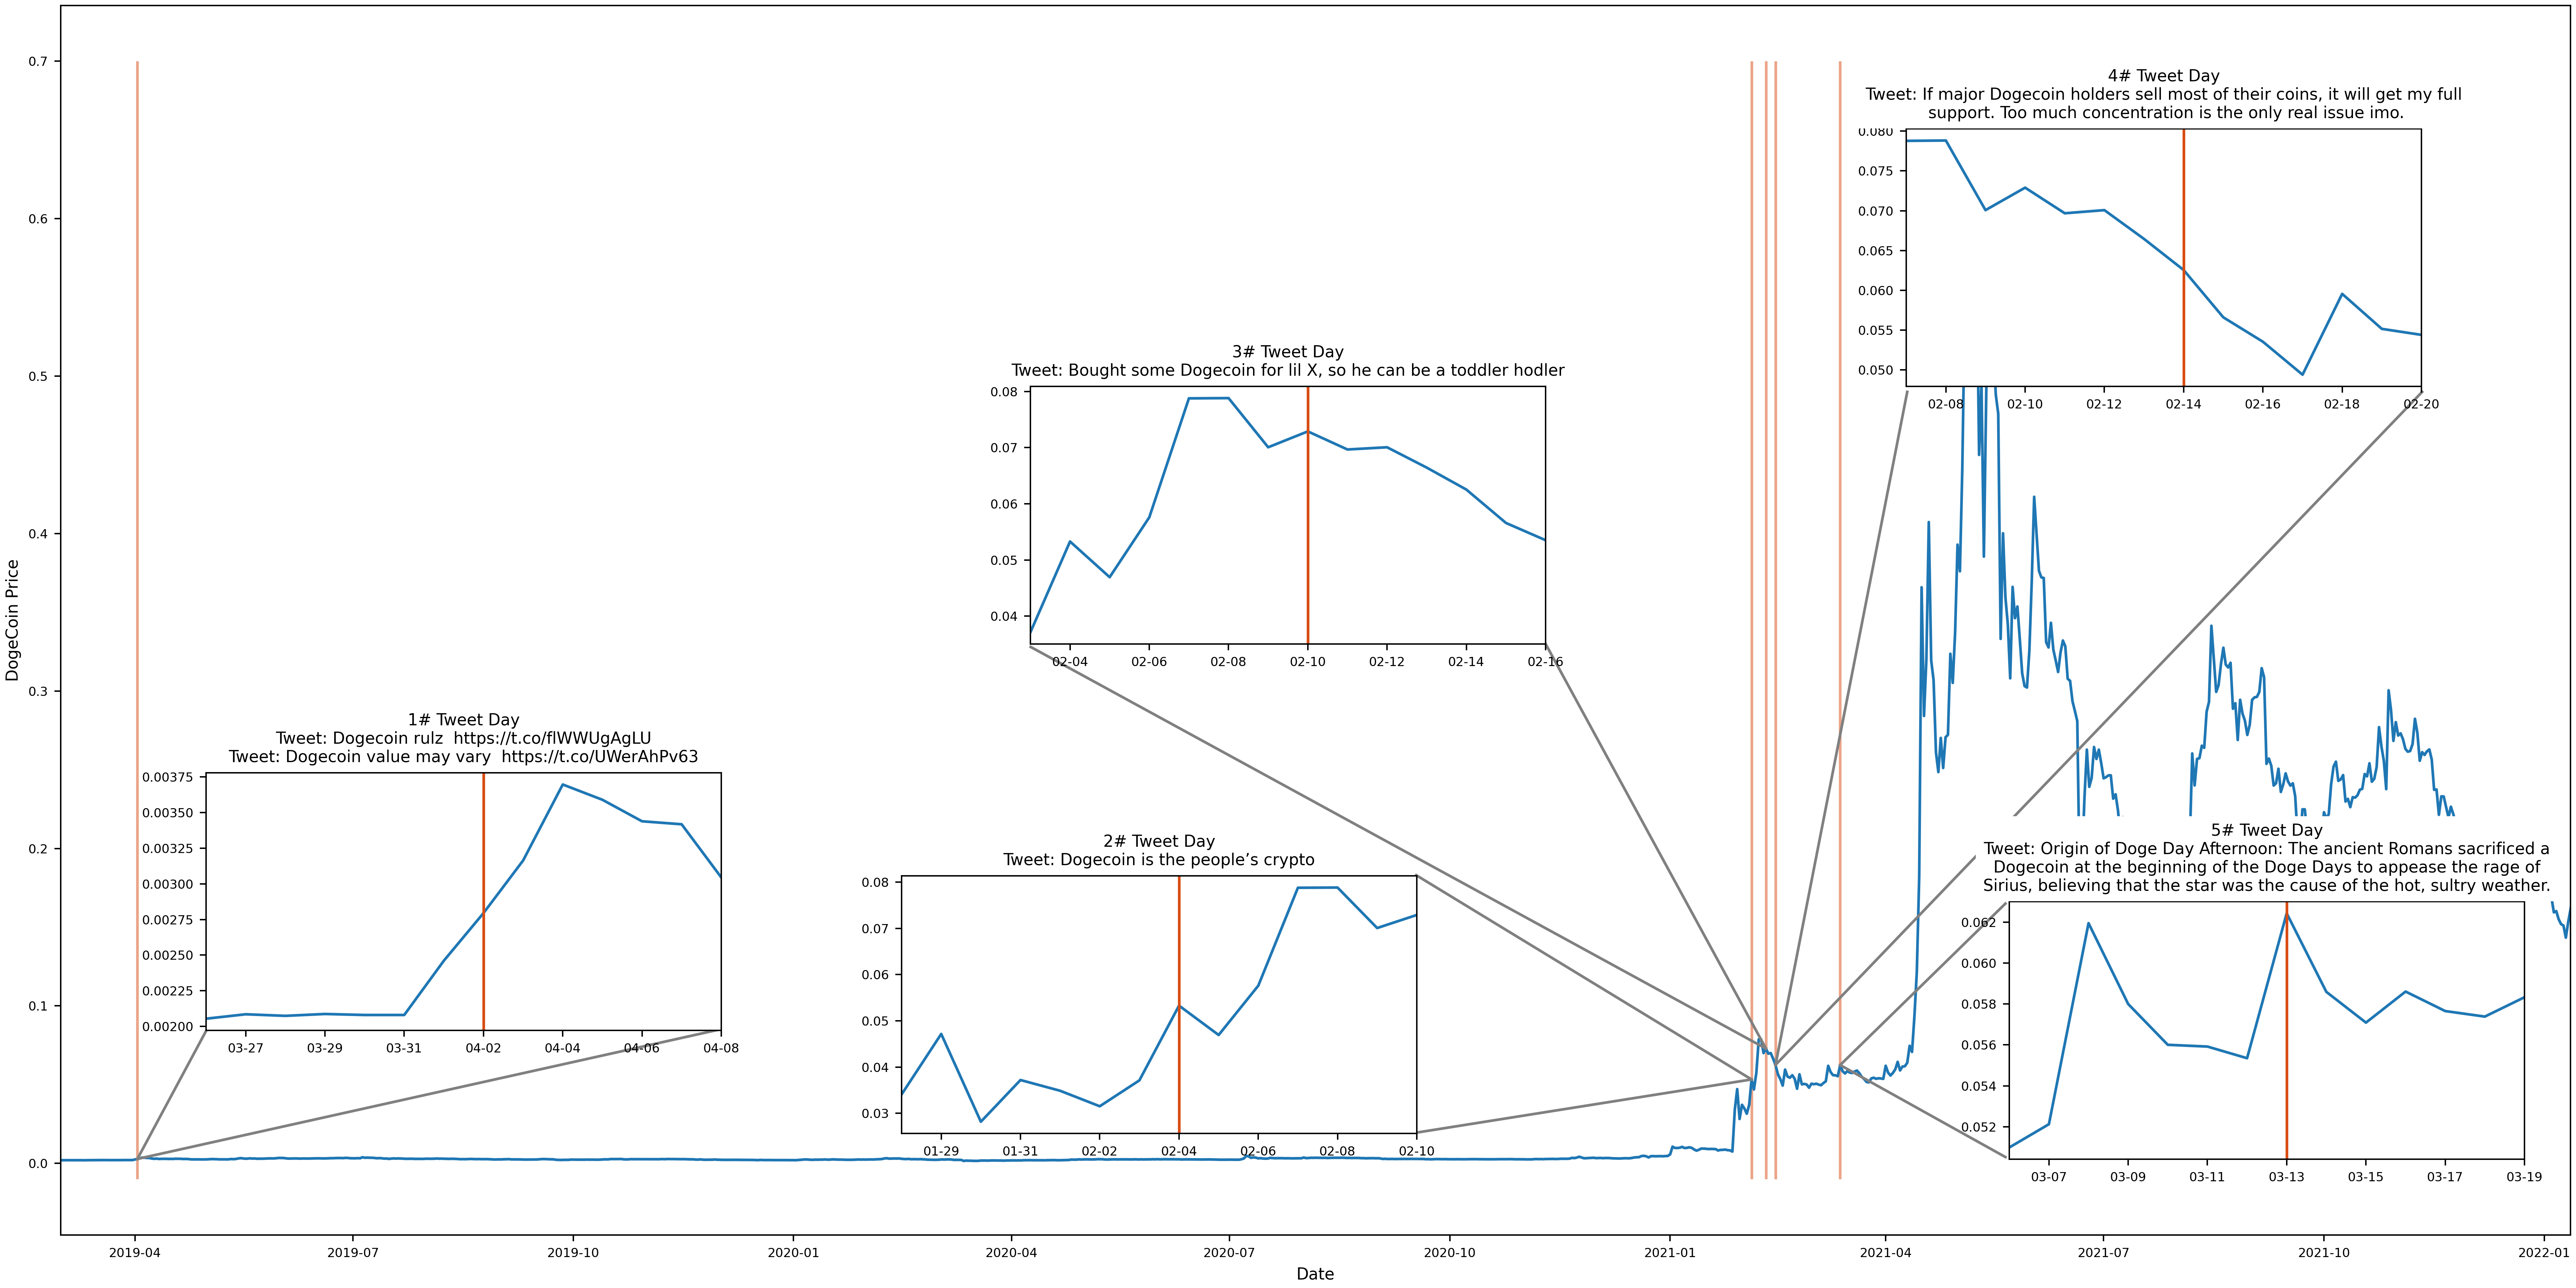 4# Tweet Day
Tweet: If major Dogecoin holders sell most of their coins, it will get my full
support. Too much concentration is the only real issue imo.
0.080
0.075
0.070
0.065
0.060
0.055
0.050
02-08 02-10 02-12 02-14 02-16 02-18 02-20
3# Tweet Day
Tweet: Bought some Dogecoin for lil X, so he can be a toddler hodler
0.08
0.07
0.06
0.05
0.04
02-04 02-06 02-08 02-10 02-12 02-14 02-16
1# Tweet Day
Tweet: Dogecoin rulz https://t.co/flWWUgAgLU
Tweet: Dogecoin value may vary https://t.co/UWerAhPv63
0.00375
0.00350
0.00325
0.00300
0.00275
0.00250
0.00225
0.00200
03-27 03-29 03-31 04-02 04-04 04-06 04-08
2# Tweet Day
Tweet: Dogecoin is the people’s crypto
0.08
0.07
0.06
0.05
0.04
0.03
01-29 01-31 02-02 02-04 02-06 02-08 02-10
5# Tweet Day
Tweet: Origin of Doge Day Afternoon: The ancient Romans sacrificed a
Dogecoin at the beginning of the Doge Days to appease the rage of
Sirius, believing that the star was the cause of the hot, sultry weather.
0.062
0.060
0.058
0.056
0.054
0.052
03-07 03-09 03-11 03-13 03-15 03-17 03-19
DogeCoin Price
0.7
0.6
0.5
0.4
0.3
0.2
0.1
0.0
2019-04 2019-07 2019-10 2020-01 2020-04 2020-07 2020-10 2021-01 2021-04 2021-07 2021-10 2022-01
Date